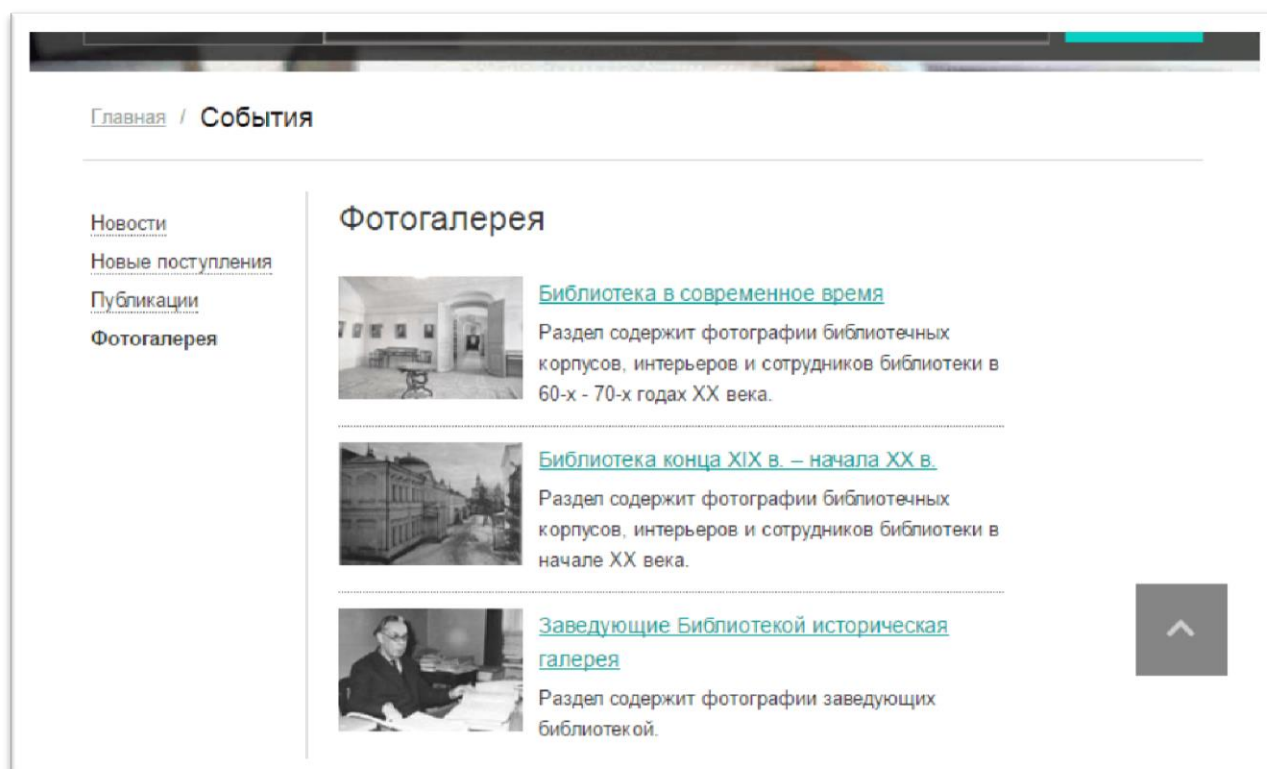 Главная / События
Новости
Новые поступления
Публикации
Фотогалерея
Фотогалерея
Библиотека в современное время
Раздел содержит фотографии библиотечных
корпусов, интерьеров и сотрудников библиотеки в
60-х - 70-х годах XX века.
Библиотека конца XIX в. – начала XX в.
Раздел содержит фотографии библиотечных
корпусов, интерьеров и сотрудников библиотеки в
начале XX века.
Заведующие Библиотекой историческая
галерея
Раздел содержит фотографии заведующих
библиотекой.